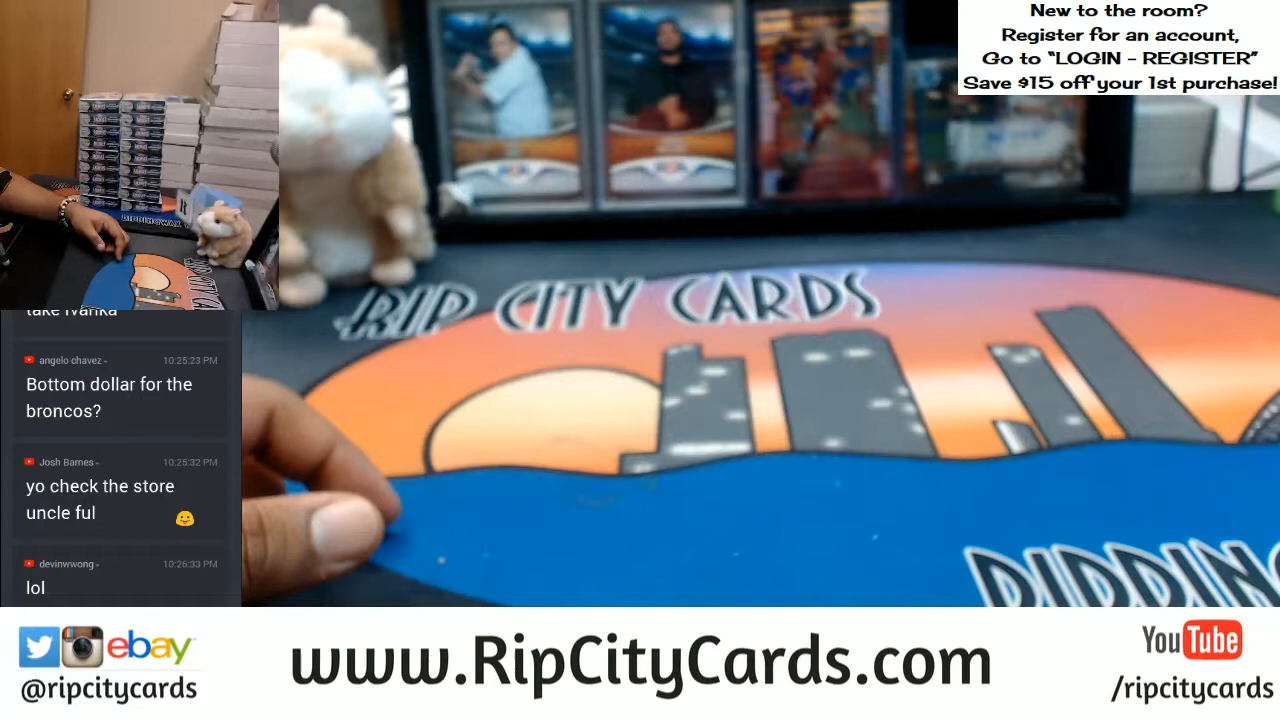 New to the room?
Register for an account,
Go to “LOGIN - REGISTER”
Save $15 off your 1st purchase!
RIP CITY CARDS
take Ivanka
angelo chavez-
10:25:23 PM
Bottom dollar for the
broncos?
Josh Barnes-
10:25:32 PM
yo check the store
uncle ful
devinwwong-
10:26:33 PM
lol
ebay
@ripcitycards
www.RipCityCards.com
YouTube
/ripcitycards